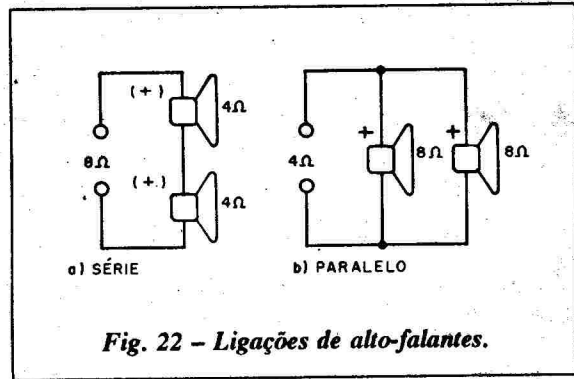 (+)
4Ω
8Ω
(+)
4Ω
a) SÉRIE
+
8Ω
+
8Ω
4Ω
b) PARALELO
Fig. 22 – Ligações de alto-falantes.